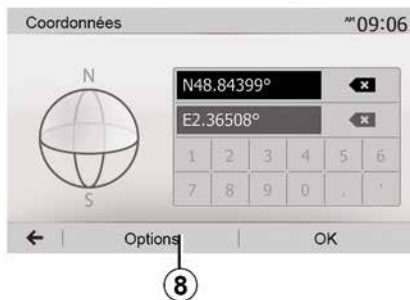 Coordonnées AM 09:06
N
S
N48.84399°
E2.36508°
1 2 3 4 5 6
7 8 9 0 . '
Options OK
8